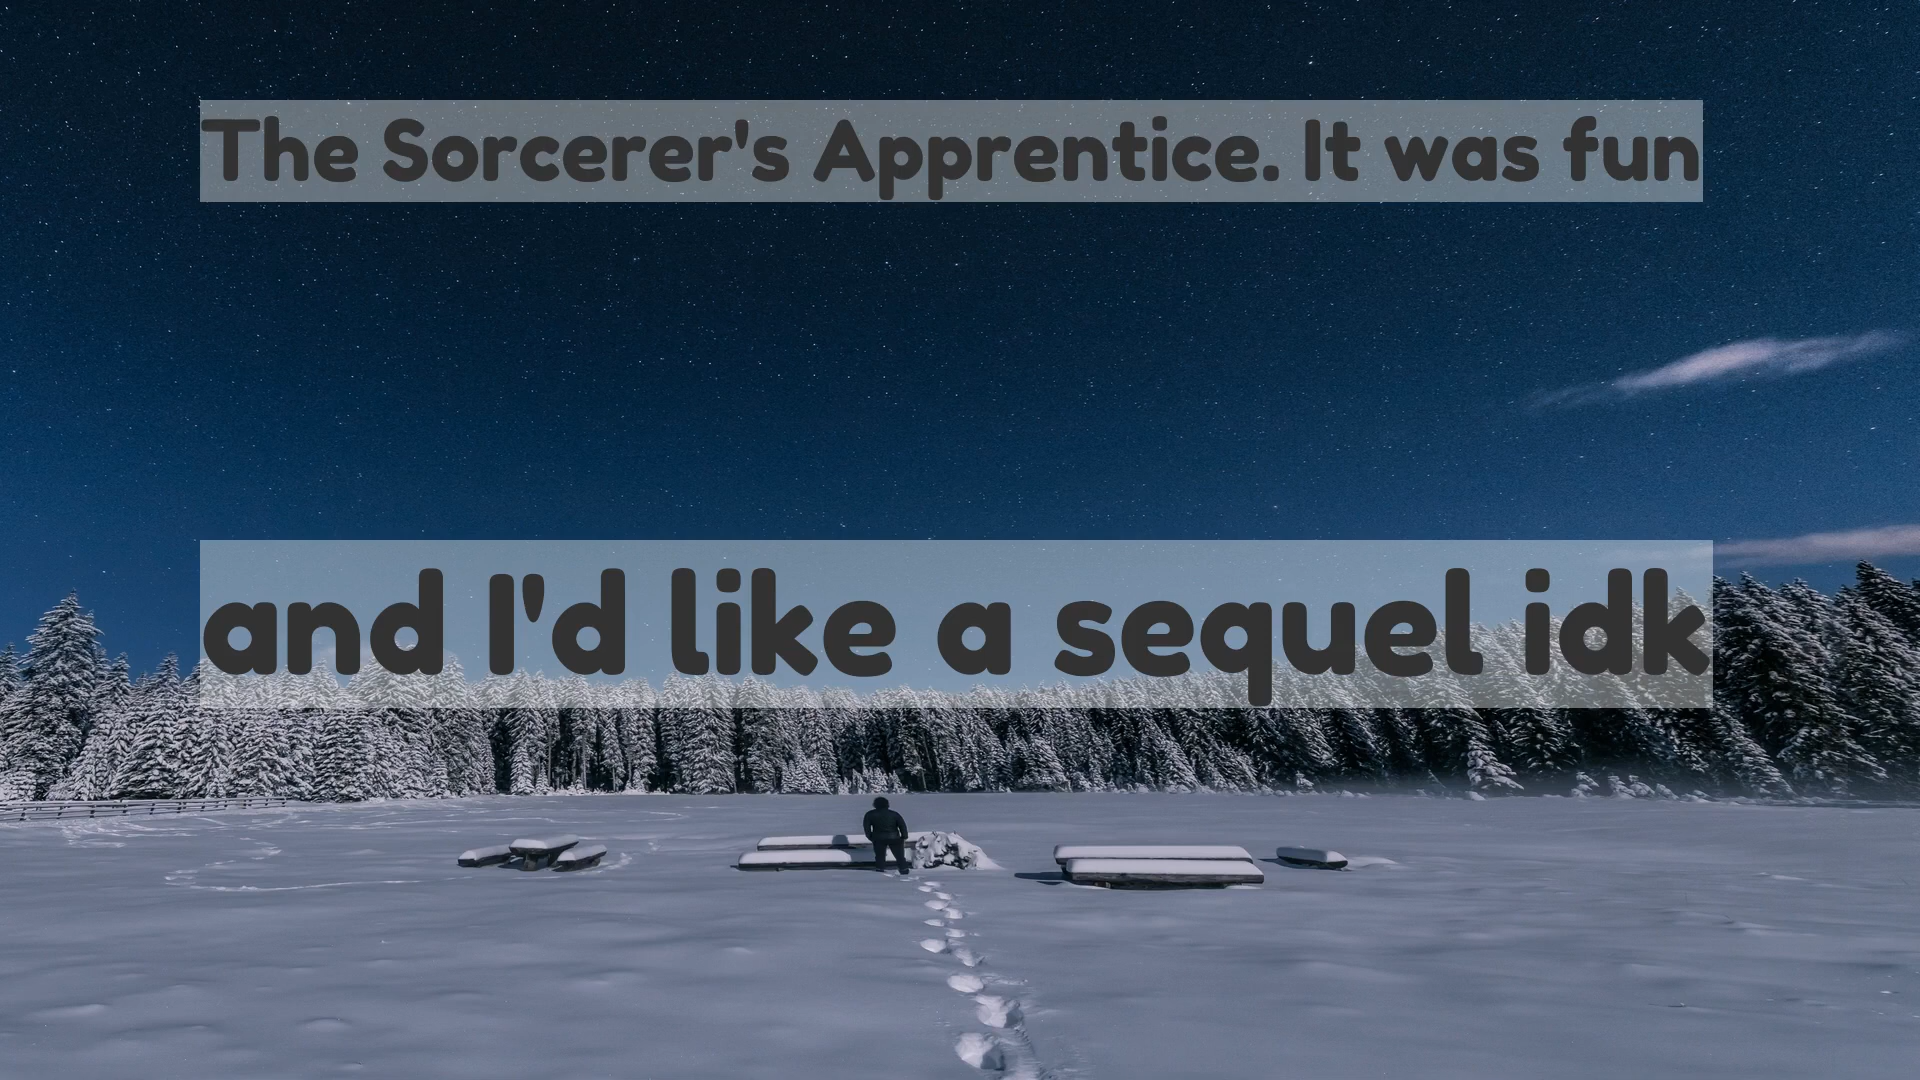 The Sorcerer's Apprentice. It was fun
and I'd like a sequel idk